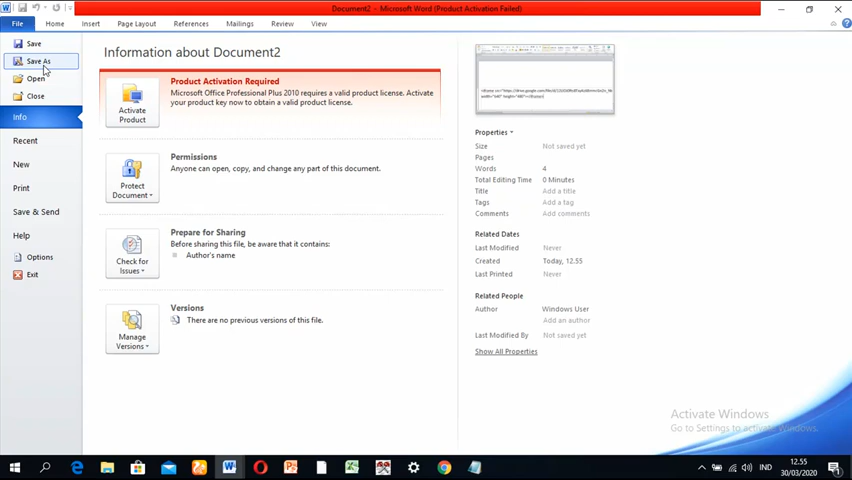 Document2 - Microsoft Word (Product Activation Failed)
File Home Insert Page Layout References Mailings Review View
Save
Save As
Open
Close
Info
Recent
New
Print
Save & Send
Help
Options
Exit
Information about Document2
Activate Product
Product Activation Required
Microsoft Office Professional Plus 2010 requires a valid product license. Activate
your product key now to obtain a valid product license.
Protect Document
Permissions
Anyone can open, copy, and change any part of this document.
Check for Issues
Prepare for Sharing
Before sharing this file, be aware that it contains:
Author's name
Manage Versions
Versions
There are no previous versions of this file.
Properties
Size Not saved yet
Pages
Words 4
Total Editing Time 0 Minutes
Title Add a title
Tags Add a tag
Comments Add comments
Related Dates
Last Modified Never
Created Today, 12.55
Last Printed Never
Related People
Author Windows User
Add an author
Last Modified By Not saved yet
Show All Properties
Activate Windows
Go to Settings to activate Windows.
IND
12.55
30/03/2020